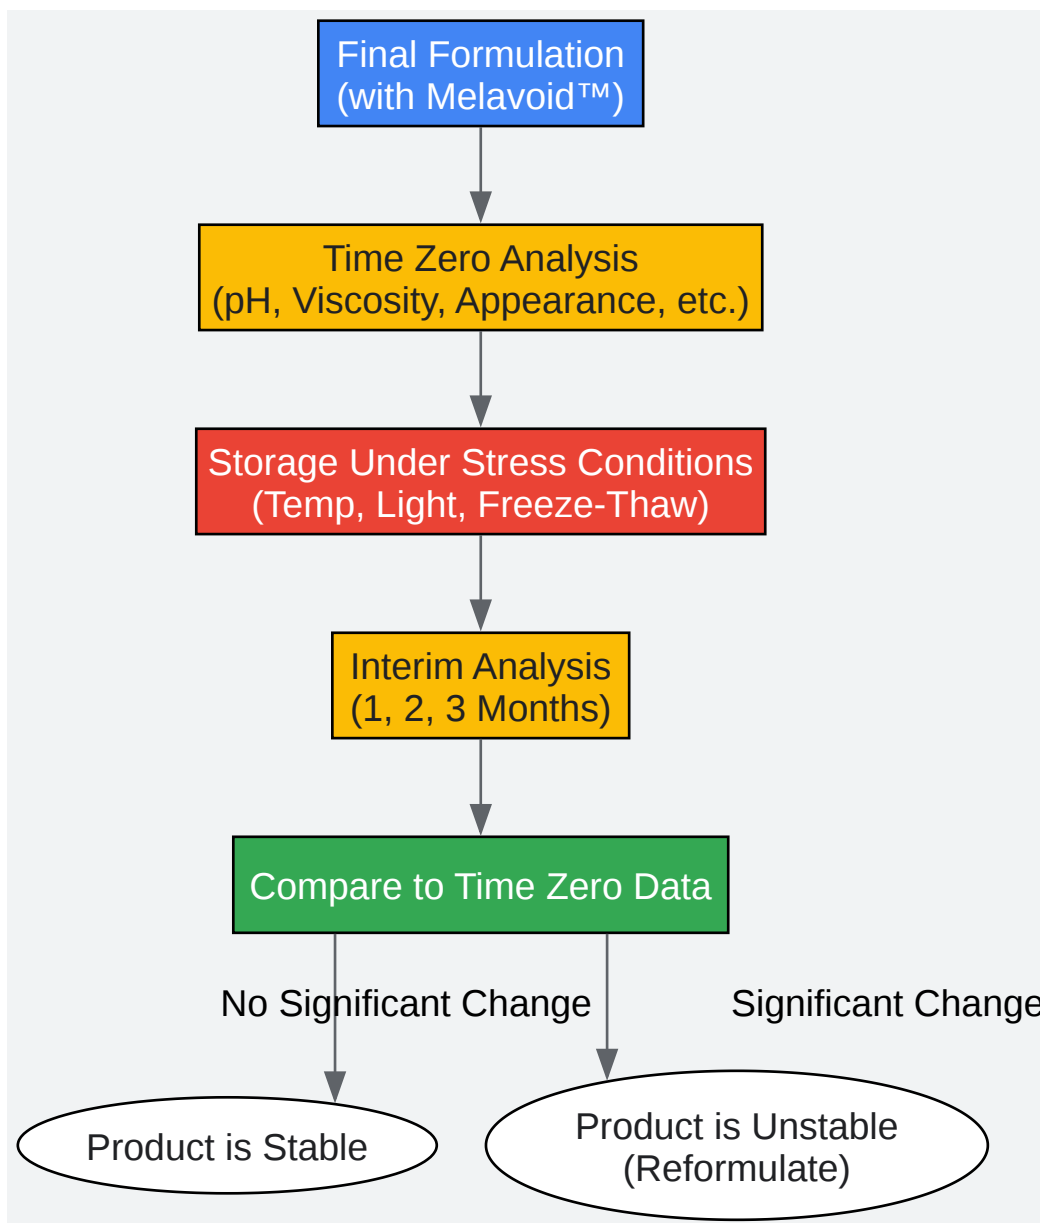 Final Formulation
(with Melavoid™)
Time Zero Analysis
(pH, Viscosity, Appearance, etc.)
Storage Under Stress Conditions
(Temp, Light, Freeze-Thaw)
Interim Analysis
(1, 2, 3 Months)
Compare to Time Zero Data
No Significant Change
Significant Change
Product is Stable
Product is Unstable
(Reformulate)